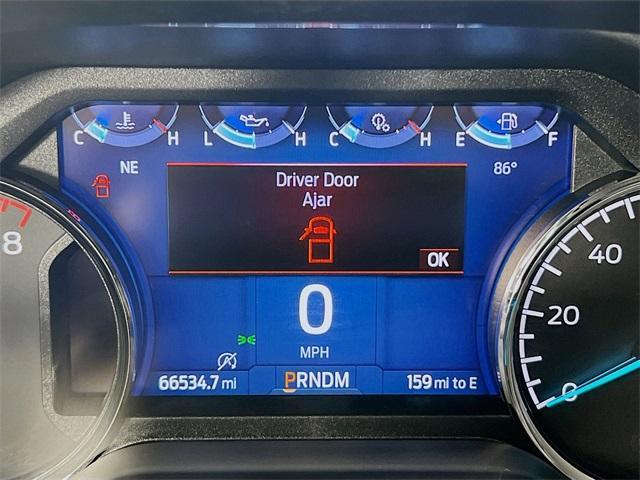 C H L H C H E F
NE
86°
Driver Door
Ajar
OK
8
40
20
0
0
MPH
66534.7 mi
PRNDM
159 mi to E